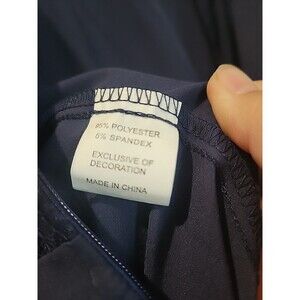 95% POLYESTER
5% SPANDEX
EXCLUSIVE OF
DECORATION
MADE IN CHINA